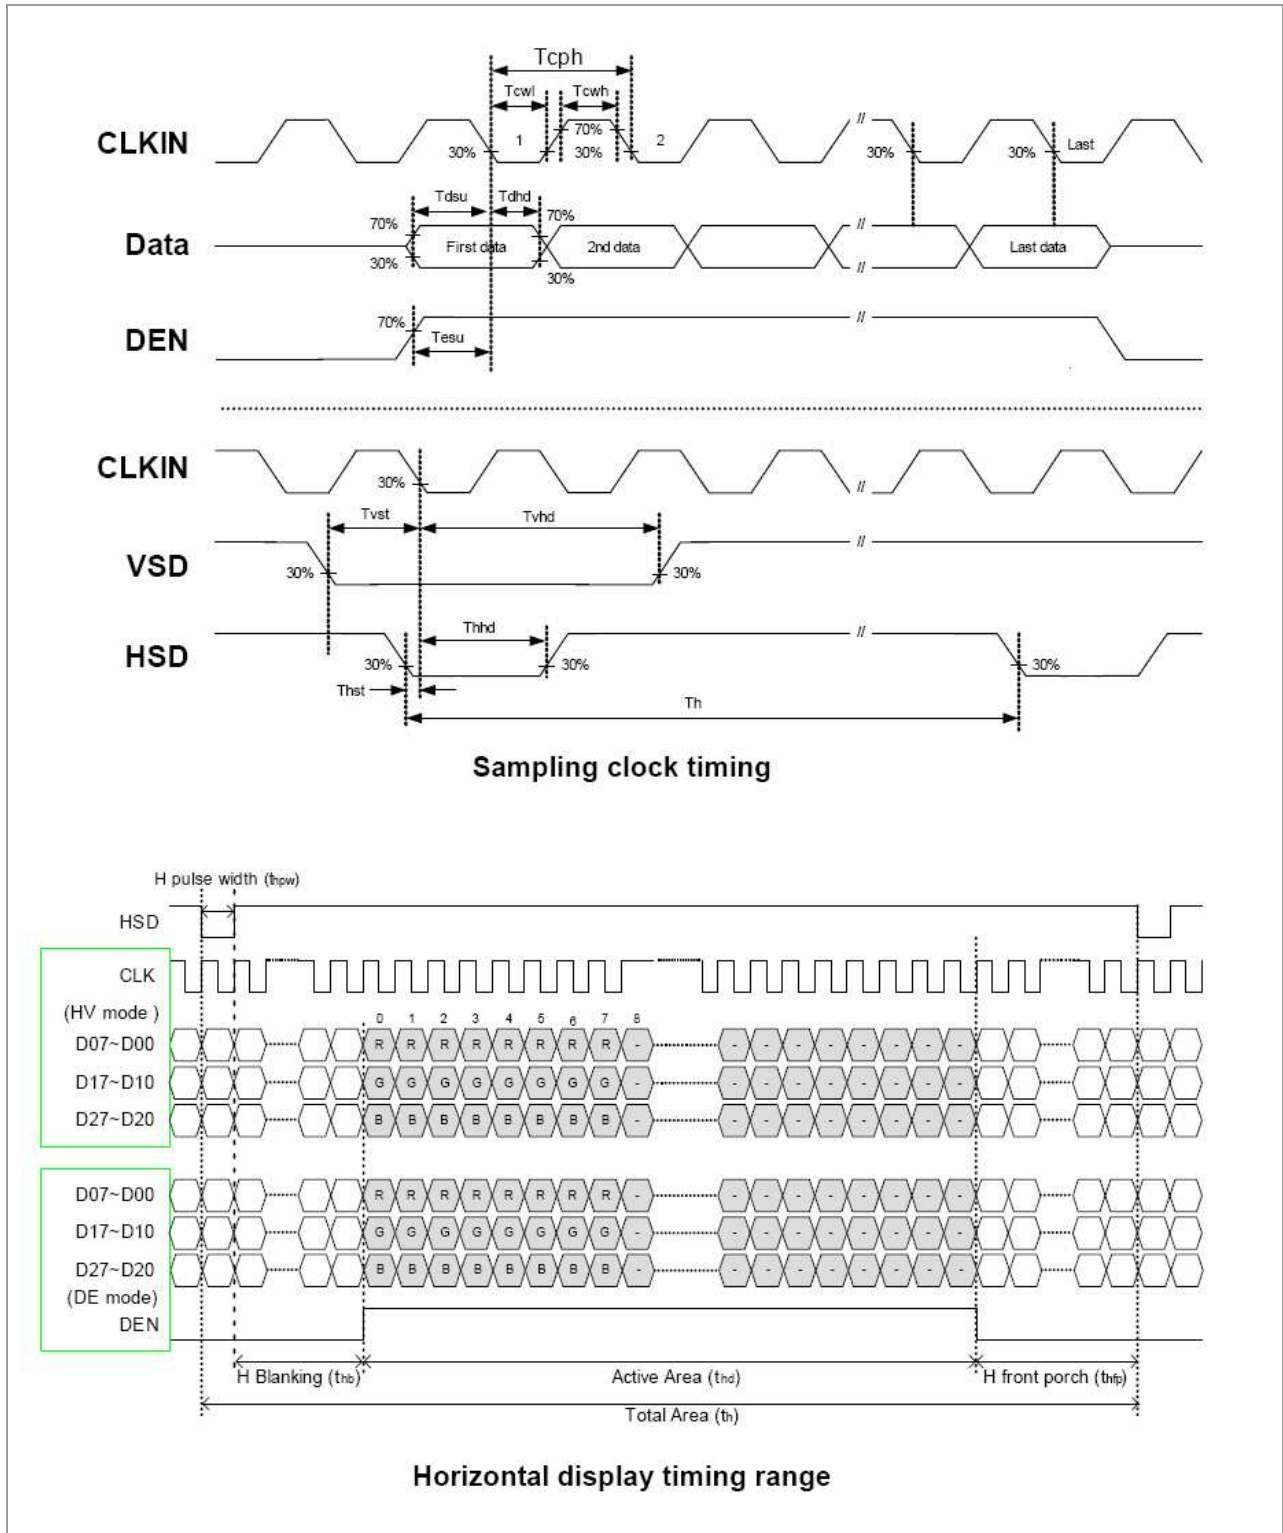 Tcph
Tcwl Tcwh
CLKIN 30% 1 70% 30% 2 // 30% 30% Last
Tdsu Tdhd
70% 70%
Data First data 2nd data // Last data
30% 30% //
DEN 70% Tesu //
CLKIN 30% //
Tvst Tvhd
VSD 30% 30% //
Thhd
HSD 30% 30% // 30%
Thst
Th
Sampling clock timing
H pulse width (thpw)
HSD
CLK
(HV mode )
0 1 2 3 4 5 6 7 8
D07~D00 R R R R R R R R - - - - - - - - -
D17~D10 G G G G G G G G - - - - - - - - -
D27~D20 B B B B B B B B - - - - - - - - -
D07~D00 R R R R R R R R - - - - - - - - -
D17~D10 G G G G G G G G - - - - - - - - -
D27~D20 B B B B B B B B - - - - - - - - -
(DE mode)
DEN
H Blanking (thb) Active Area (thd) H front porch (thfp)
Total Area (th)
Horizontal display timing range